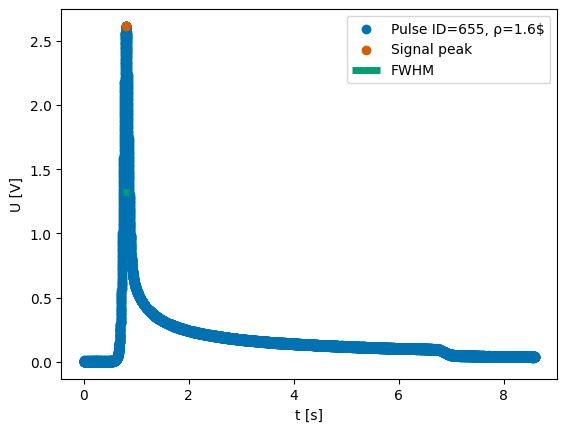 Pulse ID=655, ρ=1.6$
Signal peak
FWHM
U [V]
2.5
2.0
1.5
1.0
0.5
0.0
0 2 4 6 8
t [s]